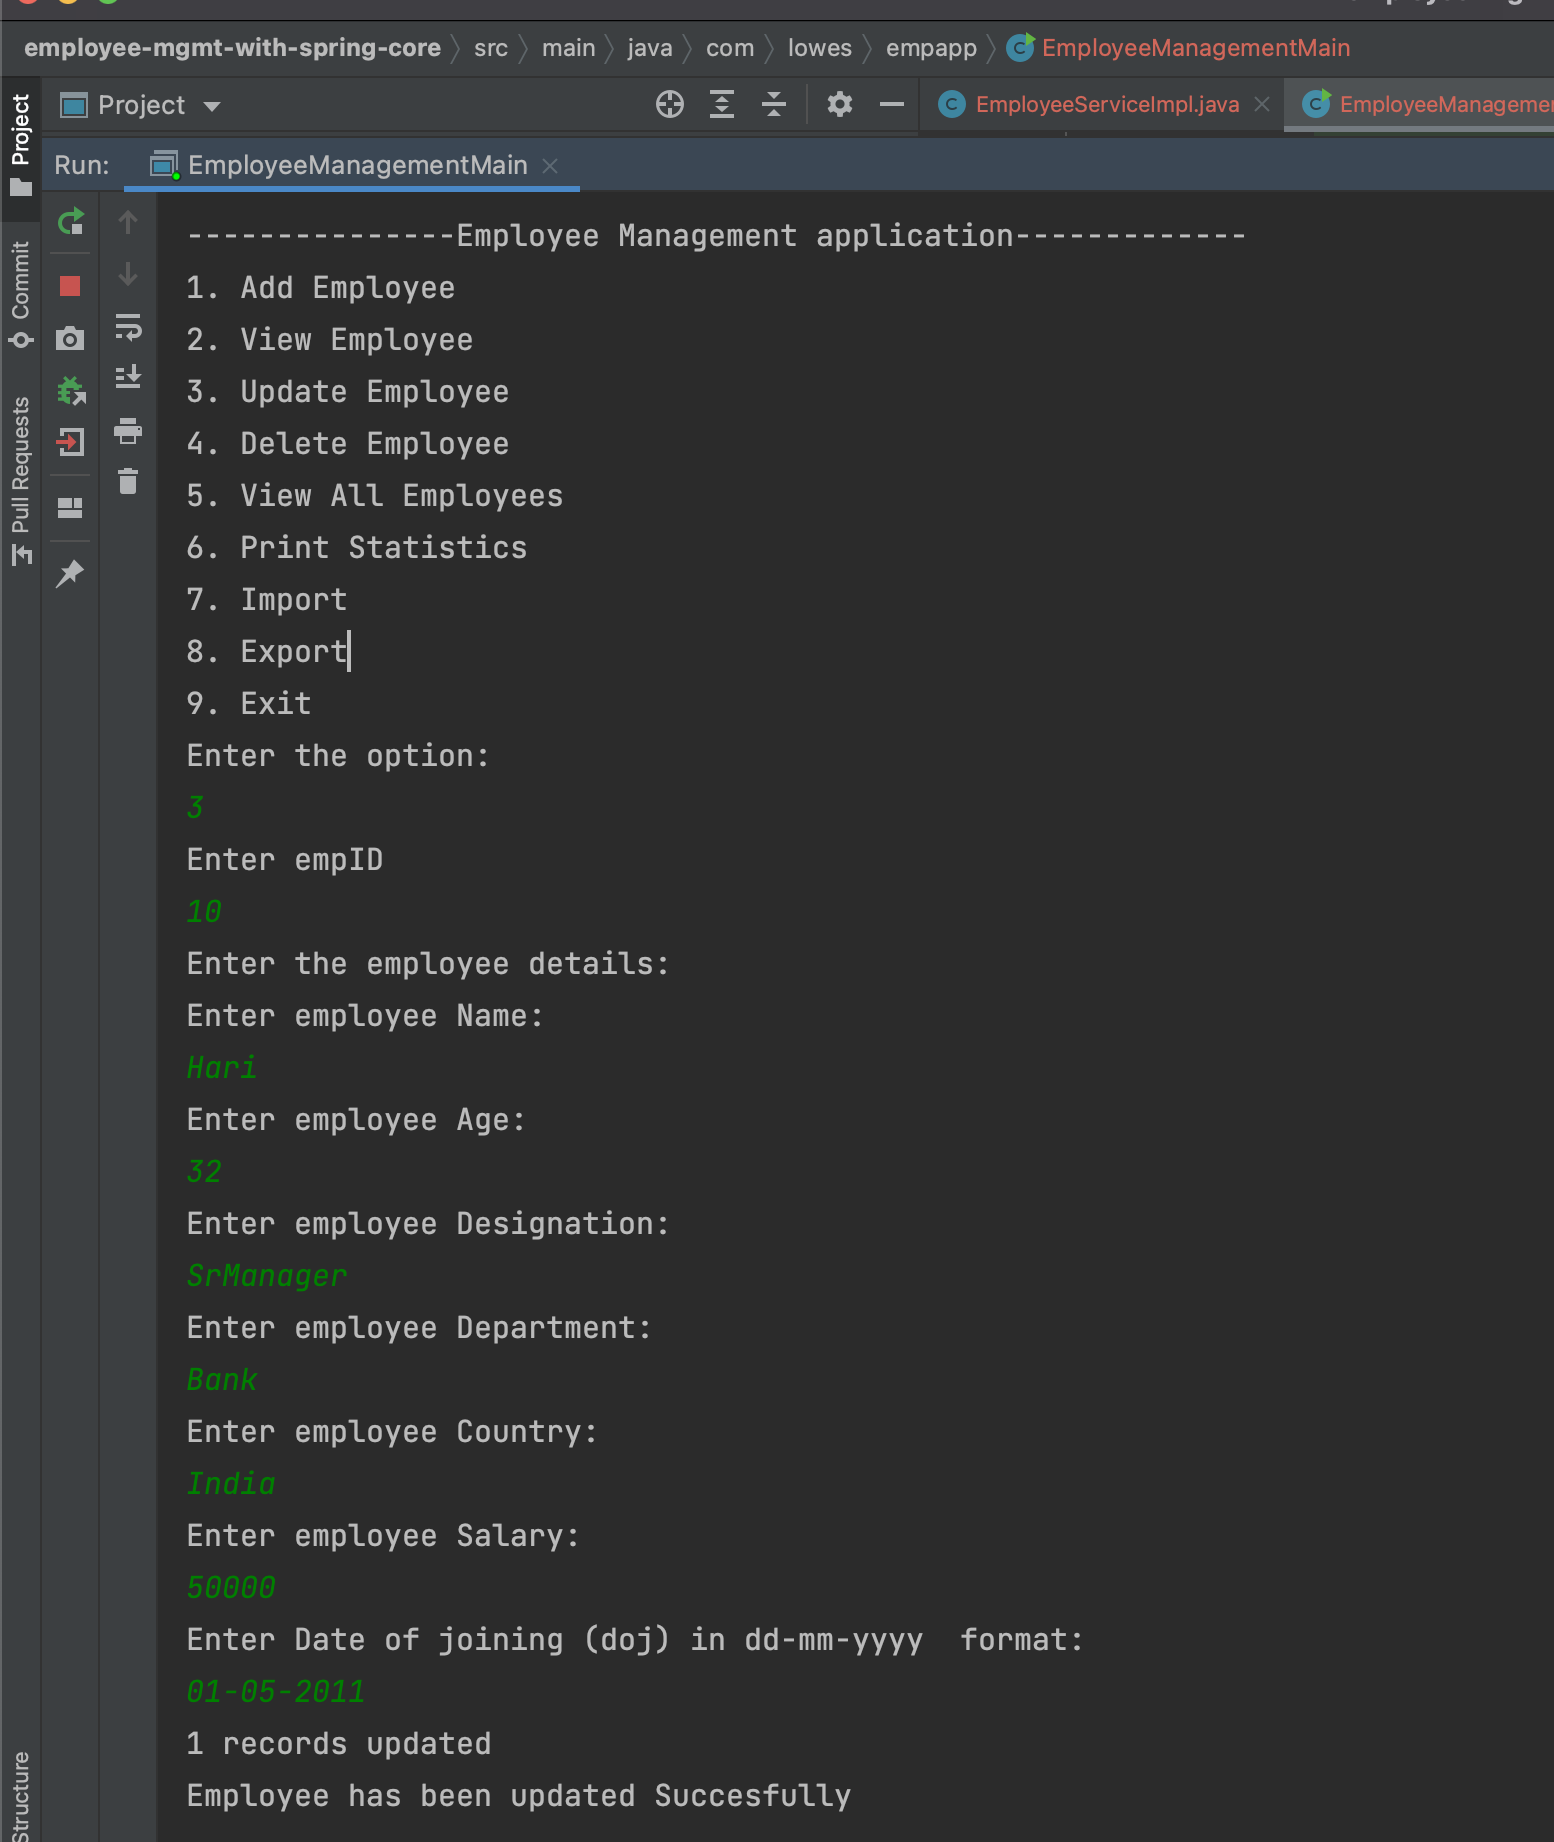 employee-mgmt-with-spring-core src main java com lowes empapp EmployeeManagementMain
Project
Project
EmployeeServiceImpl.java
Run: EmployeeManagementMain
Commit
Pull Requests
Structure
---------------Employee Management application-------------
1. Add Employee
2. View Employee
3. Update Employee
4. Delete Employee
5. View All Employees
6. Print Statistics
7. Import
8. Export
9. Exit
Enter the option:
3
Enter empID
10
Enter the employee details:
Enter employee Name:
Hari
Enter employee Age:
32
Enter employee Designation:
SrManager
Enter employee Department:
Bank
Enter employee Country:
India
Enter employee Salary:
50000
Enter Date of joining (doj) in dd-mm-yyyy  format:
01-05-2011
1 records updated
Employee has been updated Succesfully